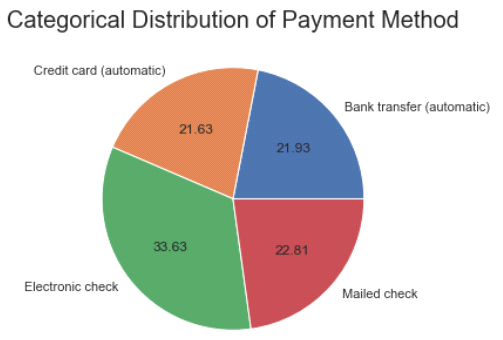 Categorical Distribution of Payment Method
Credit card (automatic)
Bank transfer (automatic)
21.63
21.93
33.63
22.81
Electronic check
Mailed check